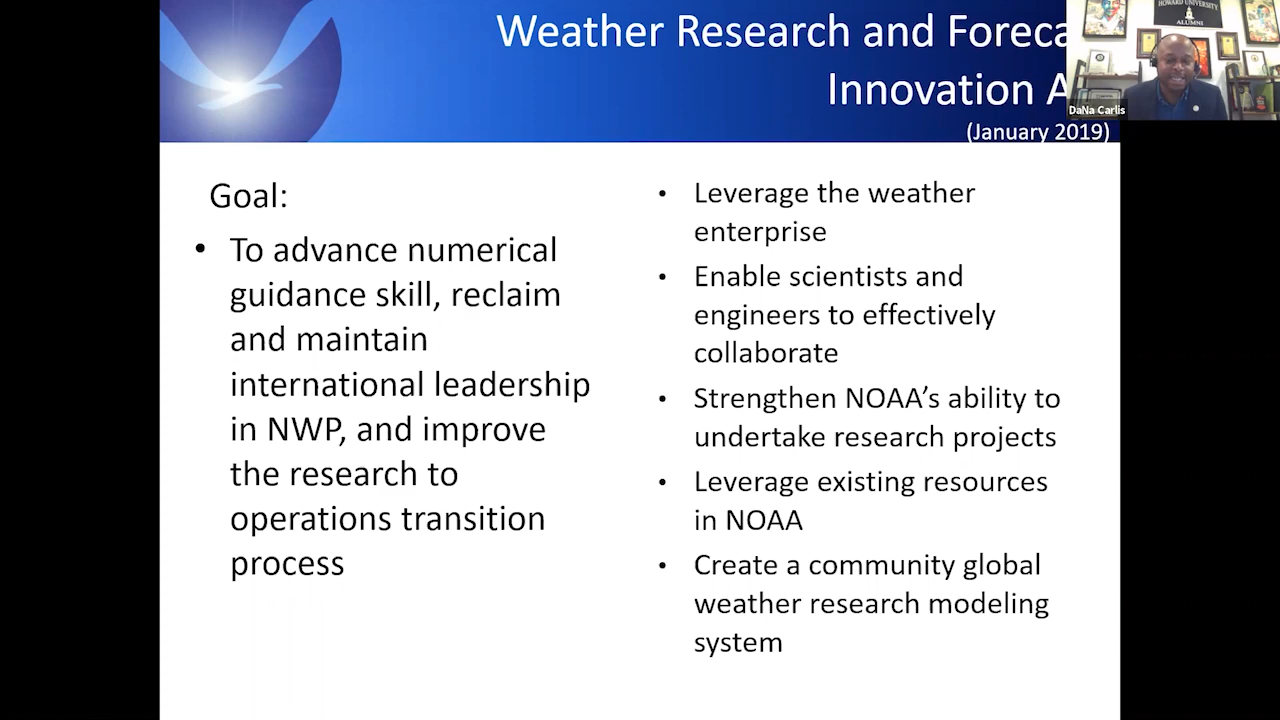 Weather Research and Foreca
Innovation A
(January 2019)
HOWARD UNIVERSITY
ALUMNI
DaNa Carlis
Goal:
• To advance numerical
guidance skill, reclaim
and maintain
international leadership
in NWP, and improve
the research to
operations transition
process
• Leverage the weather
enterprise
• Enable scientists and
engineers to effectively
collaborate
• Strengthen NOAA’s ability to
undertake research projects
• Leverage existing resources
in NOAA
• Create a community global
weather research modeling
system